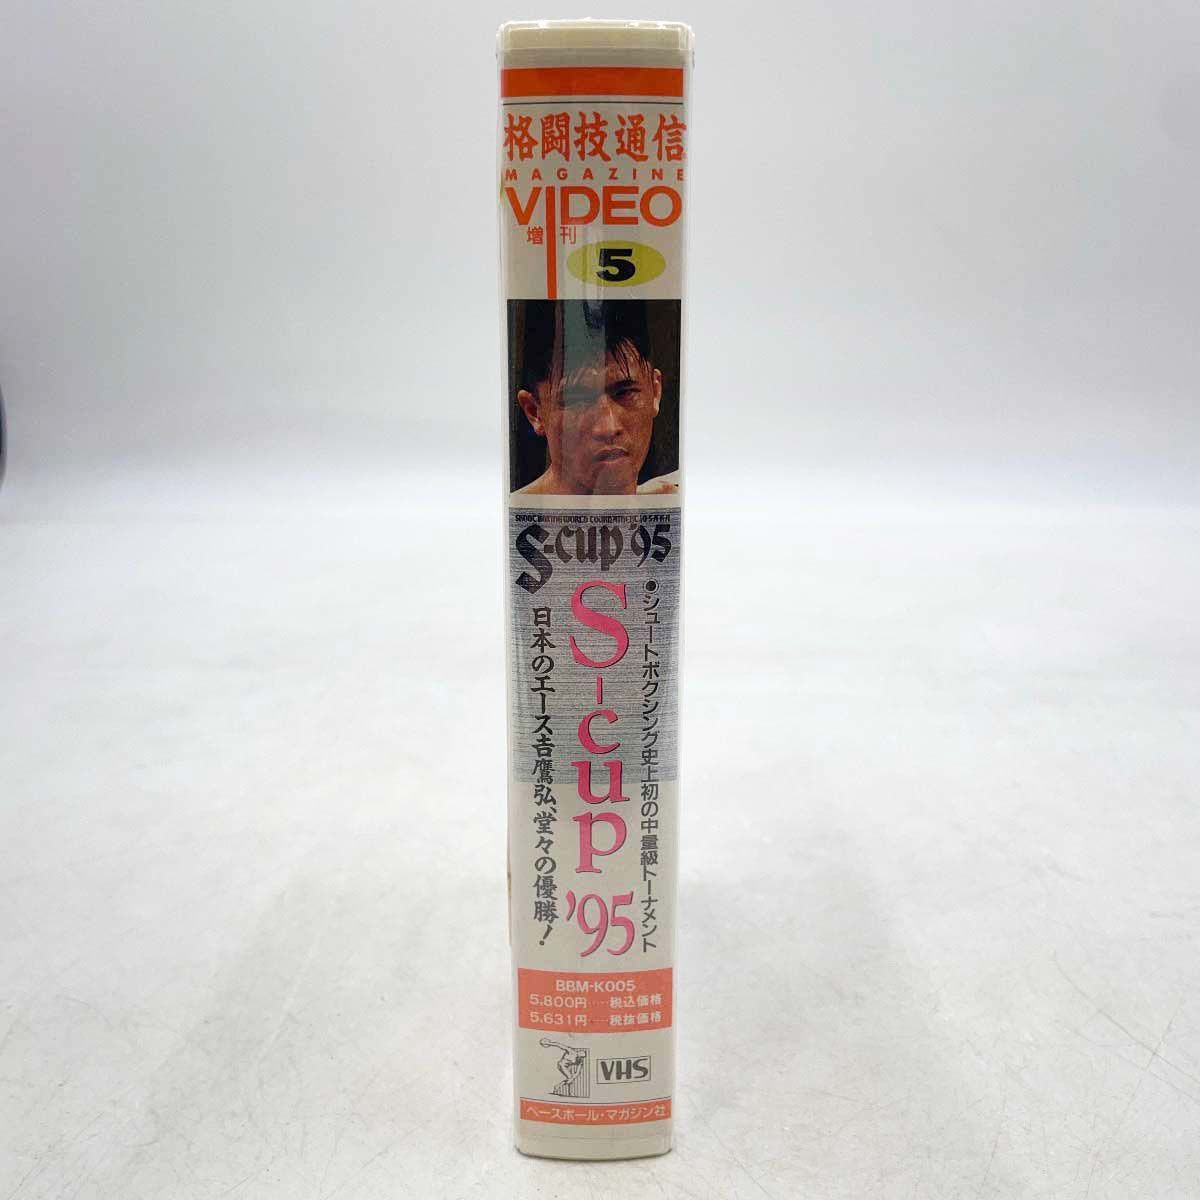 格闘技通信
MAGAZINE
VIDEO
増刊
5
S-cup '95
●シュートボクシング史上初の中量級トーナメント
S-cup '95
日本のエース吉鷹弘、堂々の優勝!
BBM-K005
5,800円……税込価格
5,631円……税抜価格
VHS
ベースボール・マガジン社